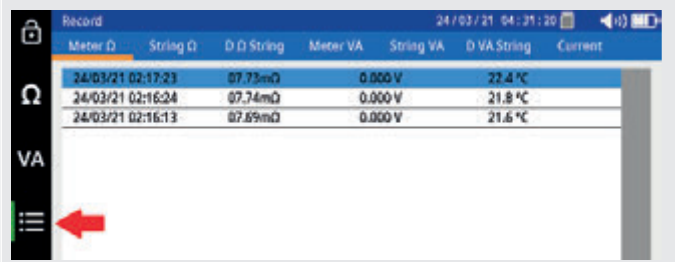 Record 24/03/21 04:31:20
Meter Ω String Ω D Ω String Meter VA String VA D VA String Current
24/03/21 02:17:23 07.73mΩ 0.000 V 22.4 ℃
Ω 24/03/21 02:16:24 07.74mΩ 0.000 V 21.8 ℃
24/03/21 02:16:13 07.69mΩ 0.000 V 21.6 ℃
VA